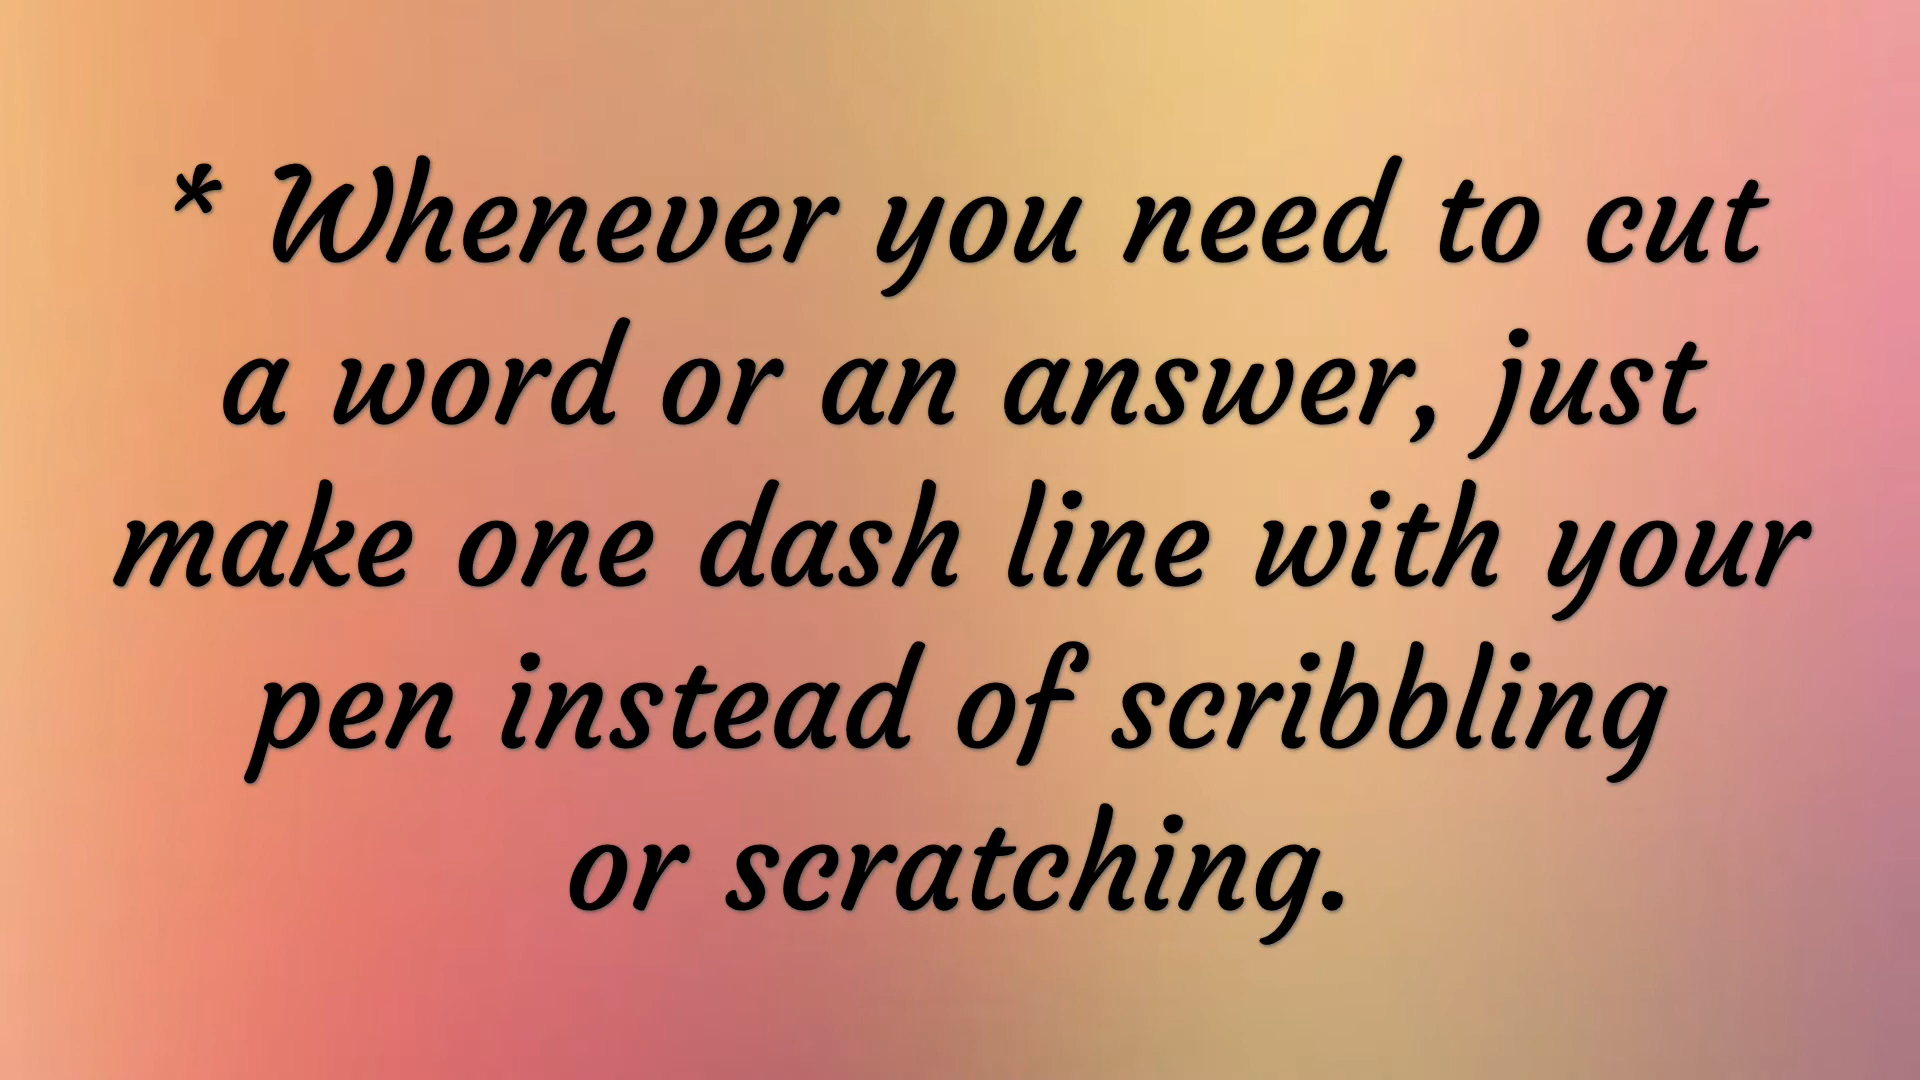 * Whenever you need to cut
a word or an answer, just
make one dash line with your
pen instead of scribbling
or scratching.